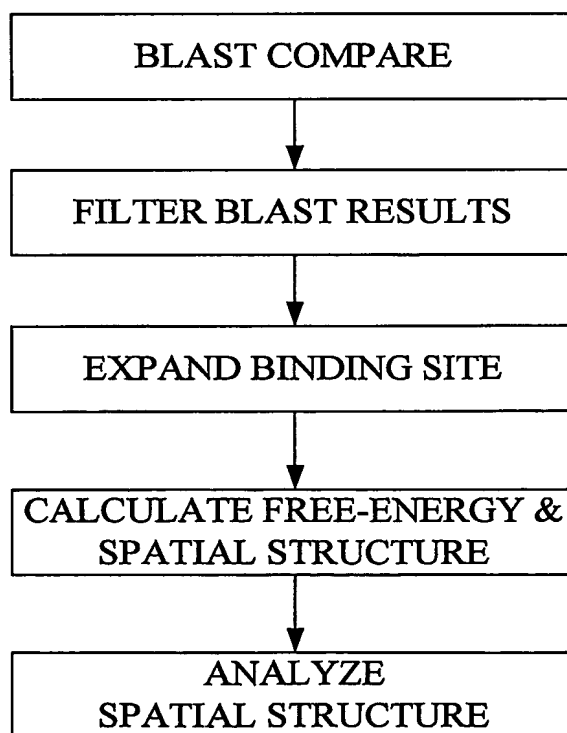 BLAST COMPARE
FILTER BLAST RESULTS
EXPAND BINDING SITE
CALCULATE FREE-ENERGY &
SPATIAL STRUCTURE
ANALYZE
SPATIAL STRUCTURE